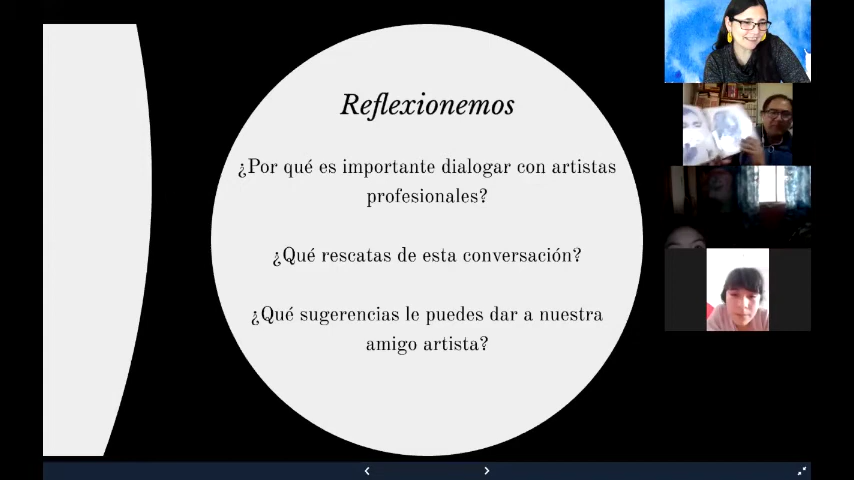 Reflexionemos
¿Por qué es importante dialogar con artistas
profesionales?
¿Qué rescatas de esta conversación?
¿Qué sugerencias le puedes dar a nuestra
amigo artista?